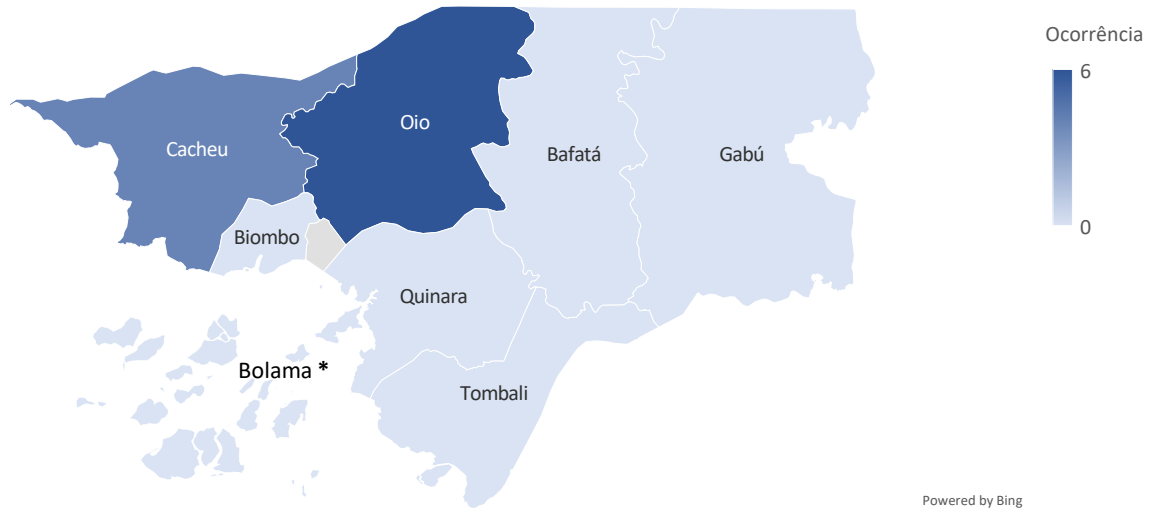 Ocorrência
6
0
Oio
Cacheu
Bafatá
Gabú
Biombo
Quinara
Bolama *
Tombali
Powered by Bing